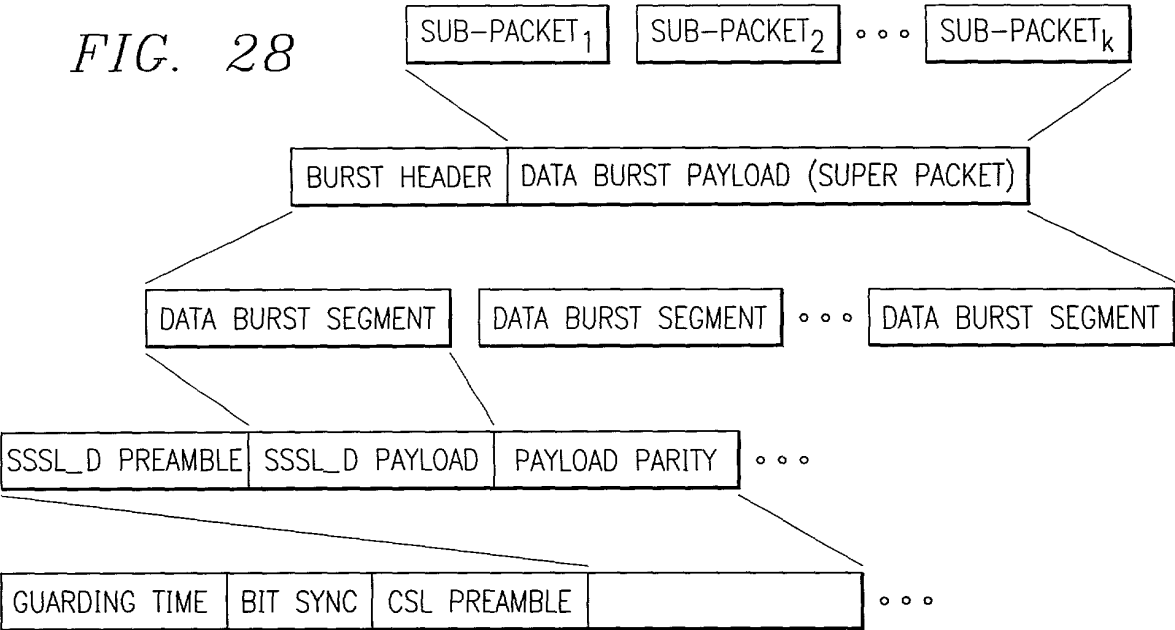 FIG. 28
SUB-PACKET1 SUB-PACKET2 ∘∘∘ SUB-PACKETk
BURST HEADER DATA BURST PAYLOAD (SUPER PACKET)
DATA BURST SEGMENT DATA BURST SEGMENT ∘∘∘ DATA BURST SEGMENT
SSSL_D PREAMBLE SSSL_D PAYLOAD PAYLOAD PARITY ∘∘∘
GUARDING TIME BIT SYNC CSL PREAMBLE ∘∘∘